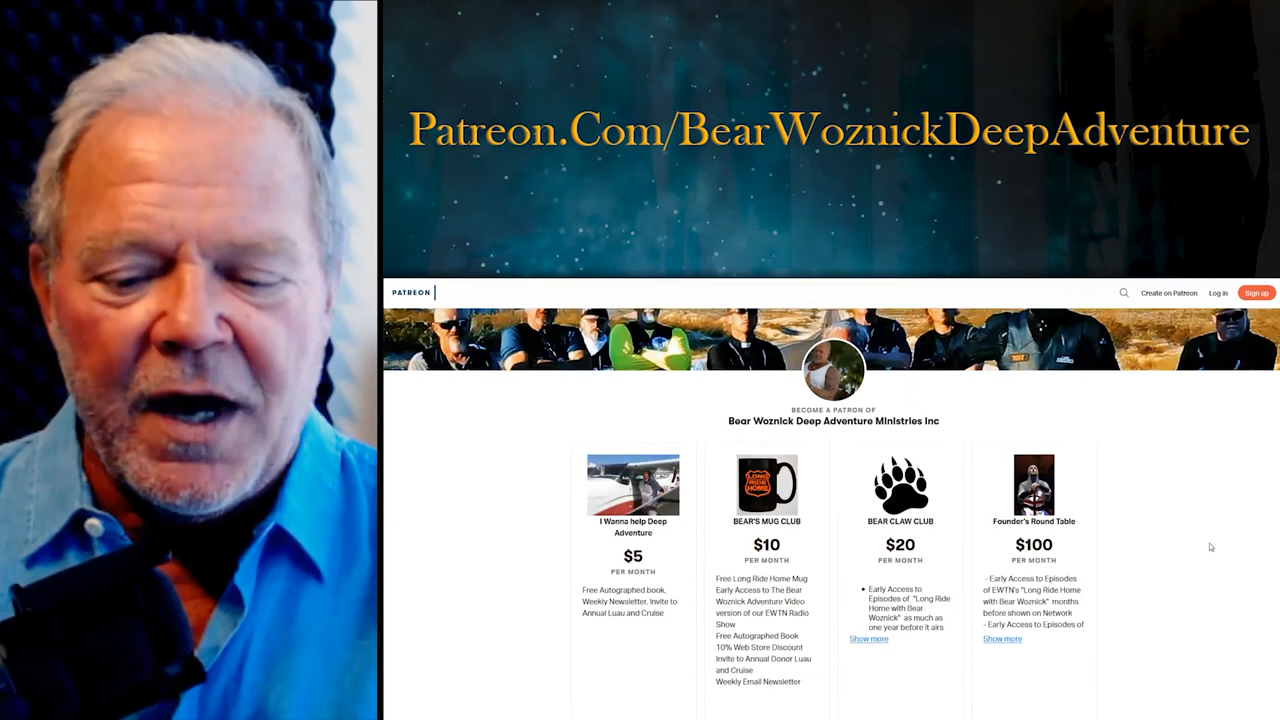 Patreon.Com/BearWoznickDeepAdventure
PATREON
Create on Patreon
Log in
Sign up
BECOME A PATRON OF
Bear Woznick Deep Adventure Ministries Inc
I Wanna help Deep
Adventure
$5
PER MONTH
Free Autographed book,
Weekly Newsletter, Invite to
Annual Luau and Cruise
LONG
RIDE
HOME
BEAR'S MUG CLUB
$10
PER MONTH
Free Long Ride Home Mug
Early Access to The Bear
Woznick Adventure Video
version of our EWTN Radio
Show
Free Autographed Book
10% Web Store Discount
Invite to Annual Donor Luau
and Cruise
Weekly Email Newsletter
BEAR CLAW CLUB
$20
PER MONTH
Early Access to
Episodes of "Long Ride
Home with Bear
Woznick" as much as
one year before it airs
Show more
Founder's Round Table
$100
PER MONTH
- Early Access to Episodes
of EWTN's "Long Ride Home
with Bear Woznick" months
before shown on Network
- Early Access to Episodes of
Show more